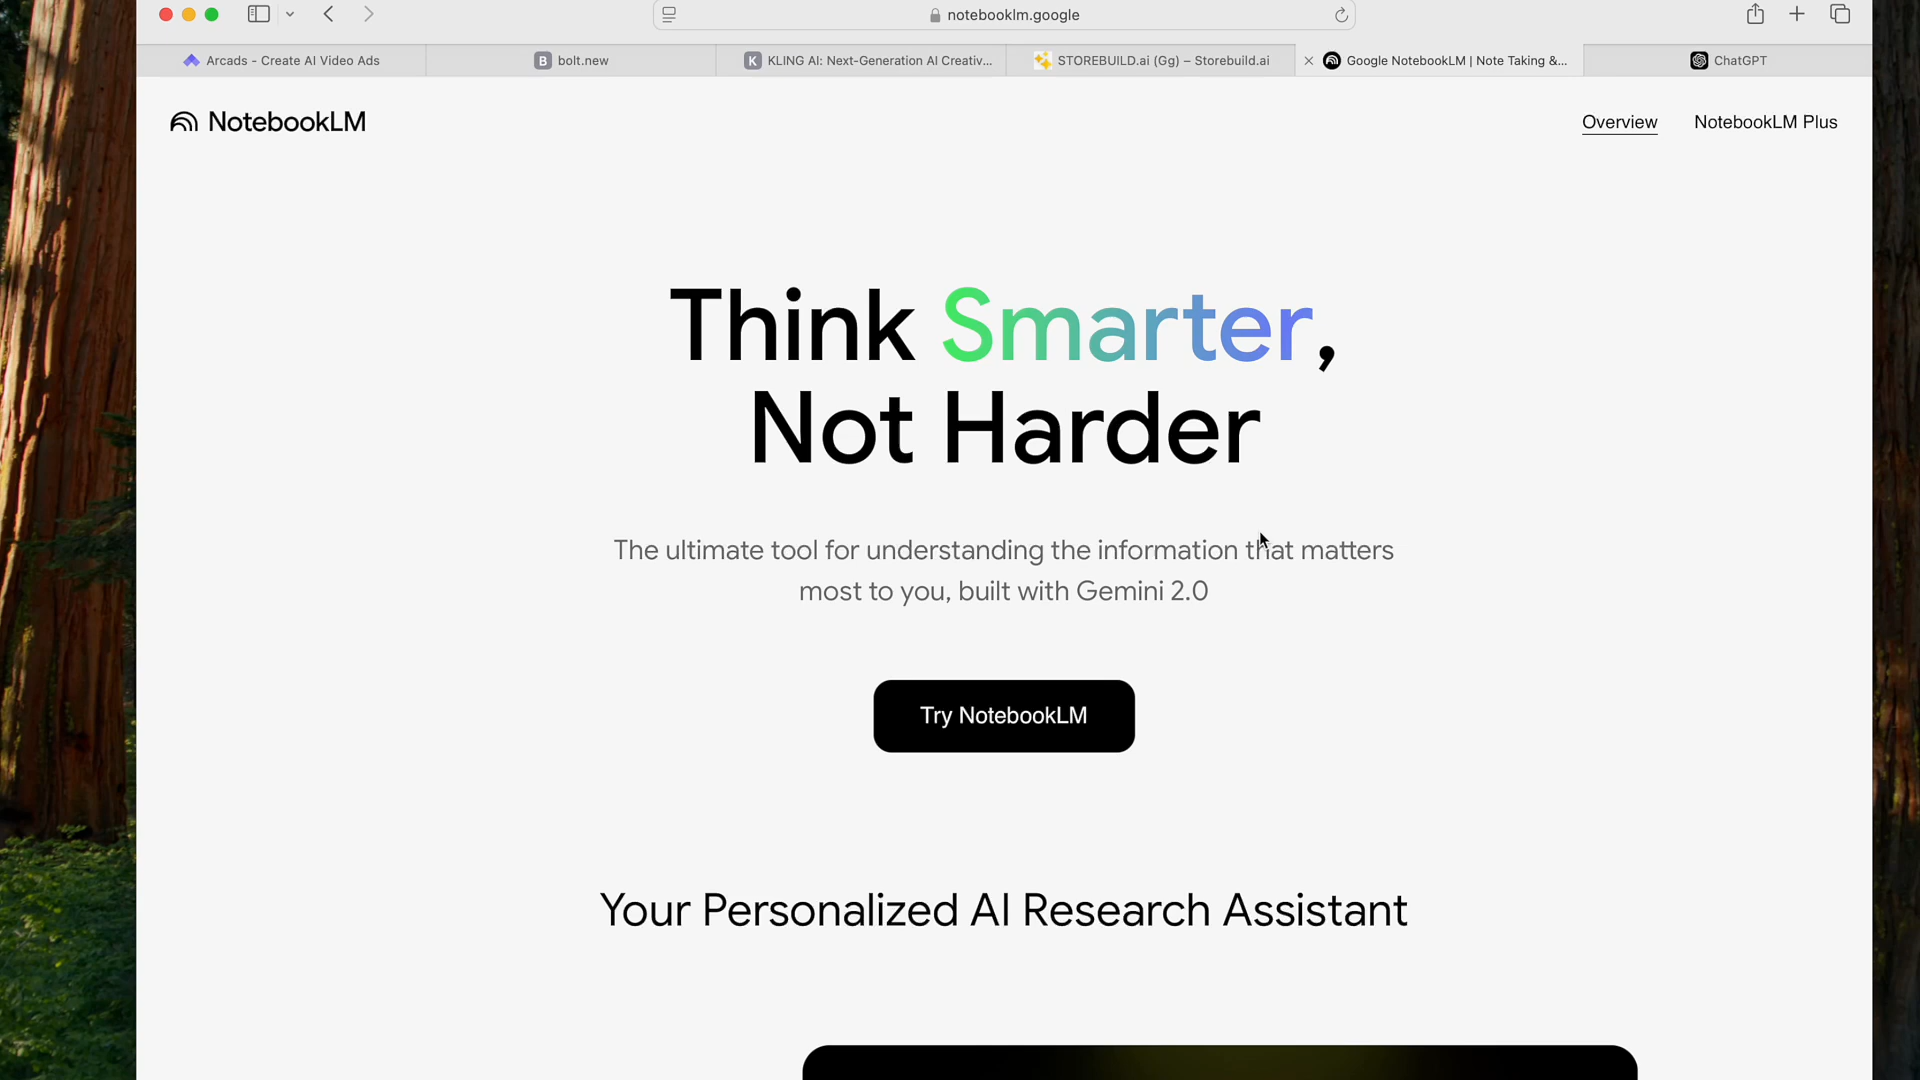 notebooklm.google
Arcads - Create AI Video Ads
B bolt.new
K KLING AI: Next-Generation AI Creativ...
STOREBUILD.ai (Gg) – Storebuild.ai
Google NotebookLM | Note Taking &...
ChatGPT
NotebookLM
Overview
NotebookLM Plus
Think Smarter,
Not Harder
The ultimate tool for understanding the information that matters
most to you, built with Gemini 2.0
Try NotebookLM
Your Personalized AI Research Assistant